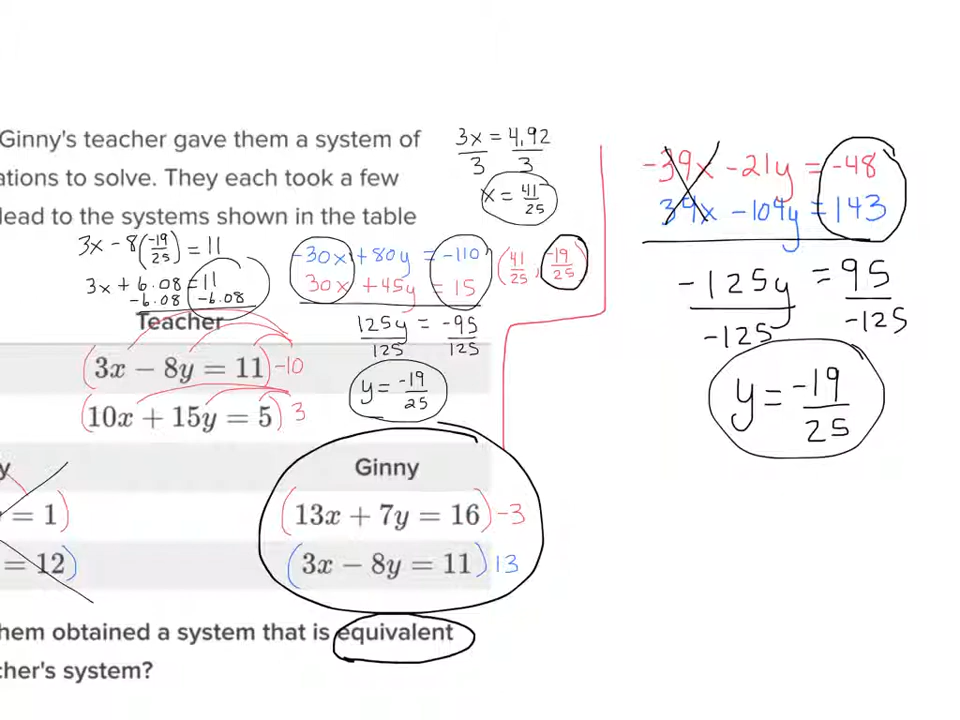 Ginny's teacher gave them a system of
ations to solve. They each took a few
lead to the systems shown in the table
3x = 4.92
3 3
x = 41/25
3x - 8(-19/25) = 11
3x + 6.08 = 11
-6.08 -6.08
-30x + 80y = -110
30x + 45y = 15
(41/25, -19/25)
125y = -95
125 125
y = -19/25
Teacher
(3x − 8y = 11) -10
(10x + 15y = 5) 3
y
= 1)
= 12)
Ginny
(13x + 7y = 16) -3
(3x − 8y = 11) 13
hem obtained a system that is equivalent
cher's system?
-39x - 21y = -48
39x - 104y = 143
-125y = 95
-125 -125
y = -19/25